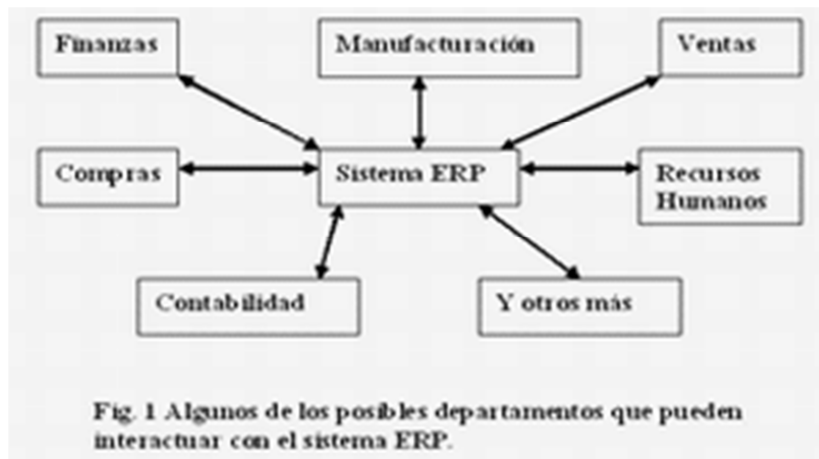 Finanzas
Manufacturación
Ventas
Compras
Sistema ERP
Recursos
Humanos
Contabilidad
Y otros más
Fig. 1 Algunos de los posibles departamentos que pueden
interactuar con el sistema ERP.